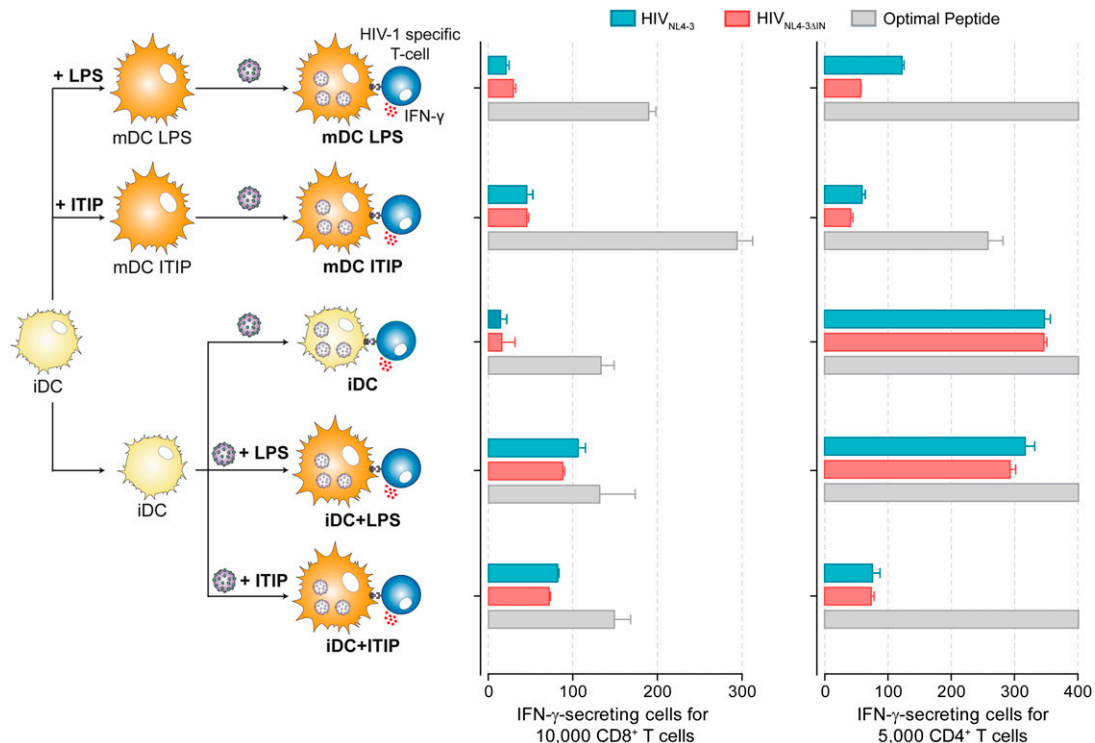 HIV_NL4-3 HIV_NL4-3ΔIN Optimal Peptide
HIV-1 specific
T-cell
+ LPS
IFN-γ
mDC LPS
mDC LPS
+ ITIP
mDC ITIP
mDC ITIP
iDC
iDC
+ LPS
iDC
iDC+LPS
+ ITIP
iDC+ITIP
0 100 200 300
IFN-γ-secreting cells for
10,000 CD8⁺ T cells
0 100 200 300 400
IFN-γ-secreting cells for
5,000 CD4⁺ T cells